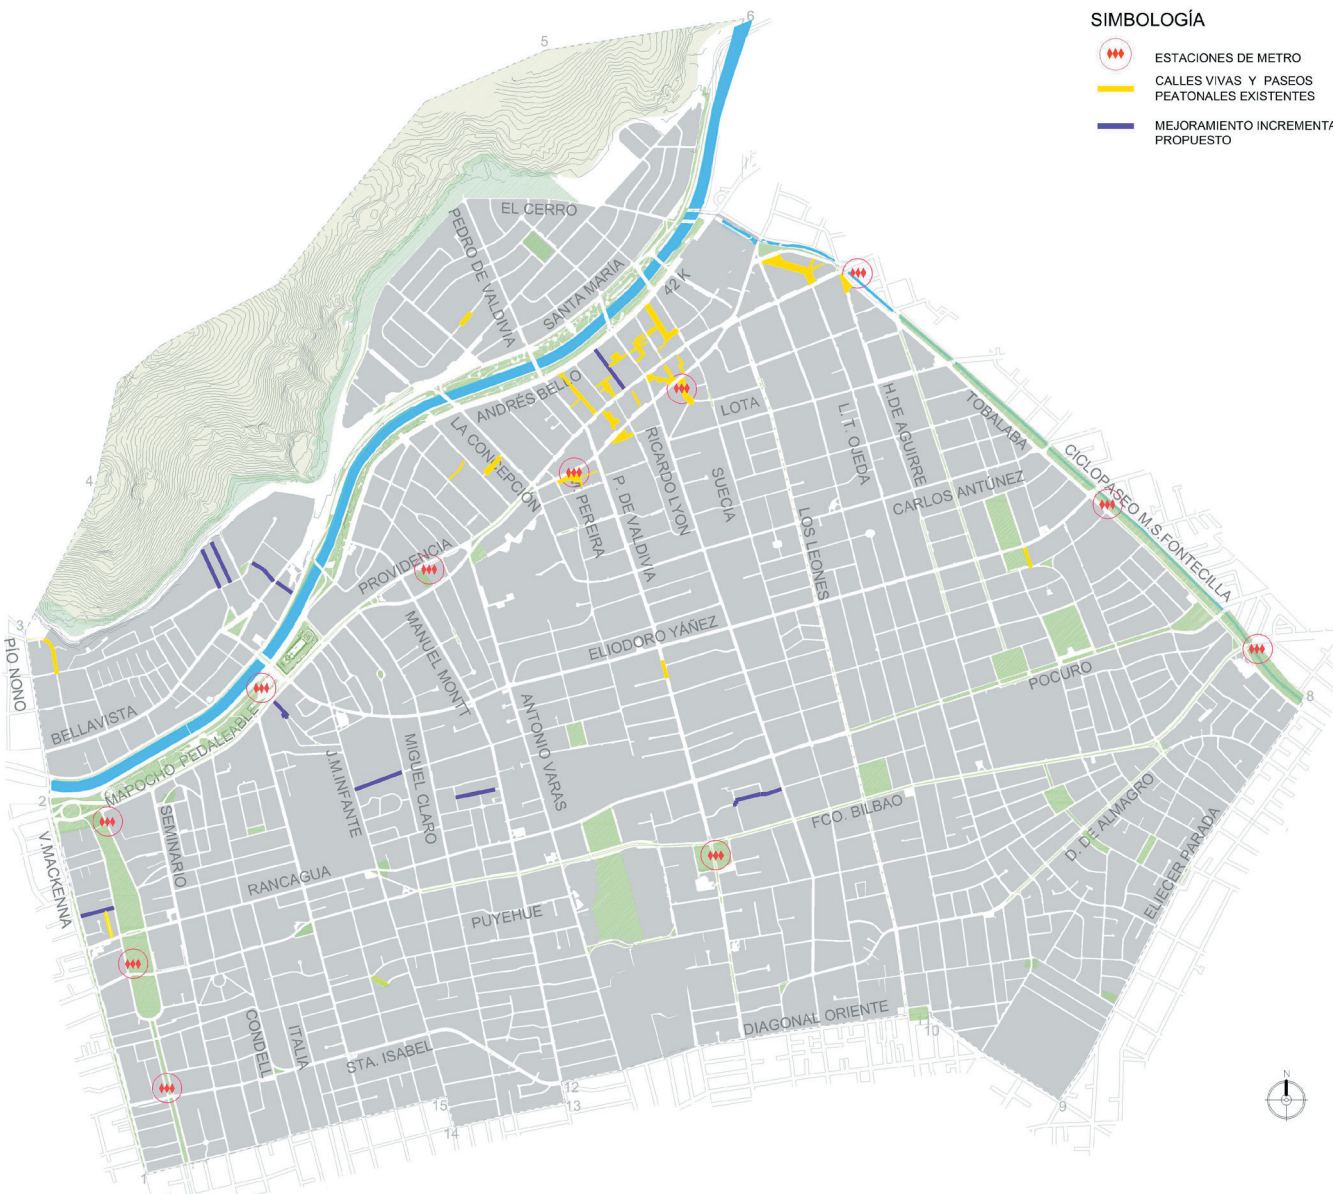 SIMBOLOGÍA
ESTACIONES DE METRO
CALLES VIVAS Y PASEOS
PEATONALES EXISTENTES
MEJORAMIENTO INCREMENTA
PROPUESTO
6
5
EL CERRO
PEDRO DE VALDIVIA
SANTA MARÍA
42 K
7
ANDRÉS BELLO
LA CONCEPCIÓN
LOTA
L.T. OJEDA
H.DE AGUIRRE
TOBALABA
CICLOPASEO M.S.FONTECILLA
4
RICARDO LYON
SUECIA
CARLOS ANTÚNEZ
PEREIRA
P. DE VALDIVIA
LOS LEONES
PROVIDENCIA
MANUEL MONTT
ELIODORO YÁÑEZ
POCURO
3
PÍO NONO
BELLAVISTA
MAPOCHO PEDALEABLE
8
2
J.M.INFANTE
MIGUEL CLARO
ANTONIO VARAS
SEMINARIO
V.MACKENNA
FCO. BILBAO
D. DE ALMAGRO
ELIECER PARADA
RANCAGUA
PUYEHUE
CONDELL
ITALIA
STA. ISABEL
DIAGONAL ORIENTE
10
9
12
13
15
14
1
N